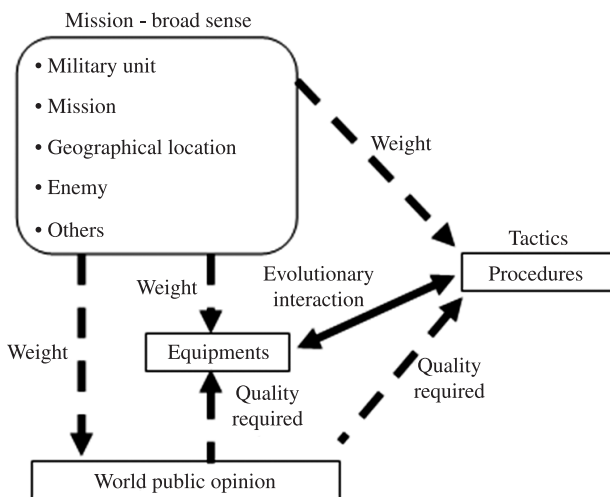 Mission - broad sense
• Military unit
• Mission
• Geographical location
• Enemy
• Others
Weight
Tactics
Procedures
Evolutionary
interaction
Weight
Weight
Equipments
Quality
required
Quality
required
World public opinion